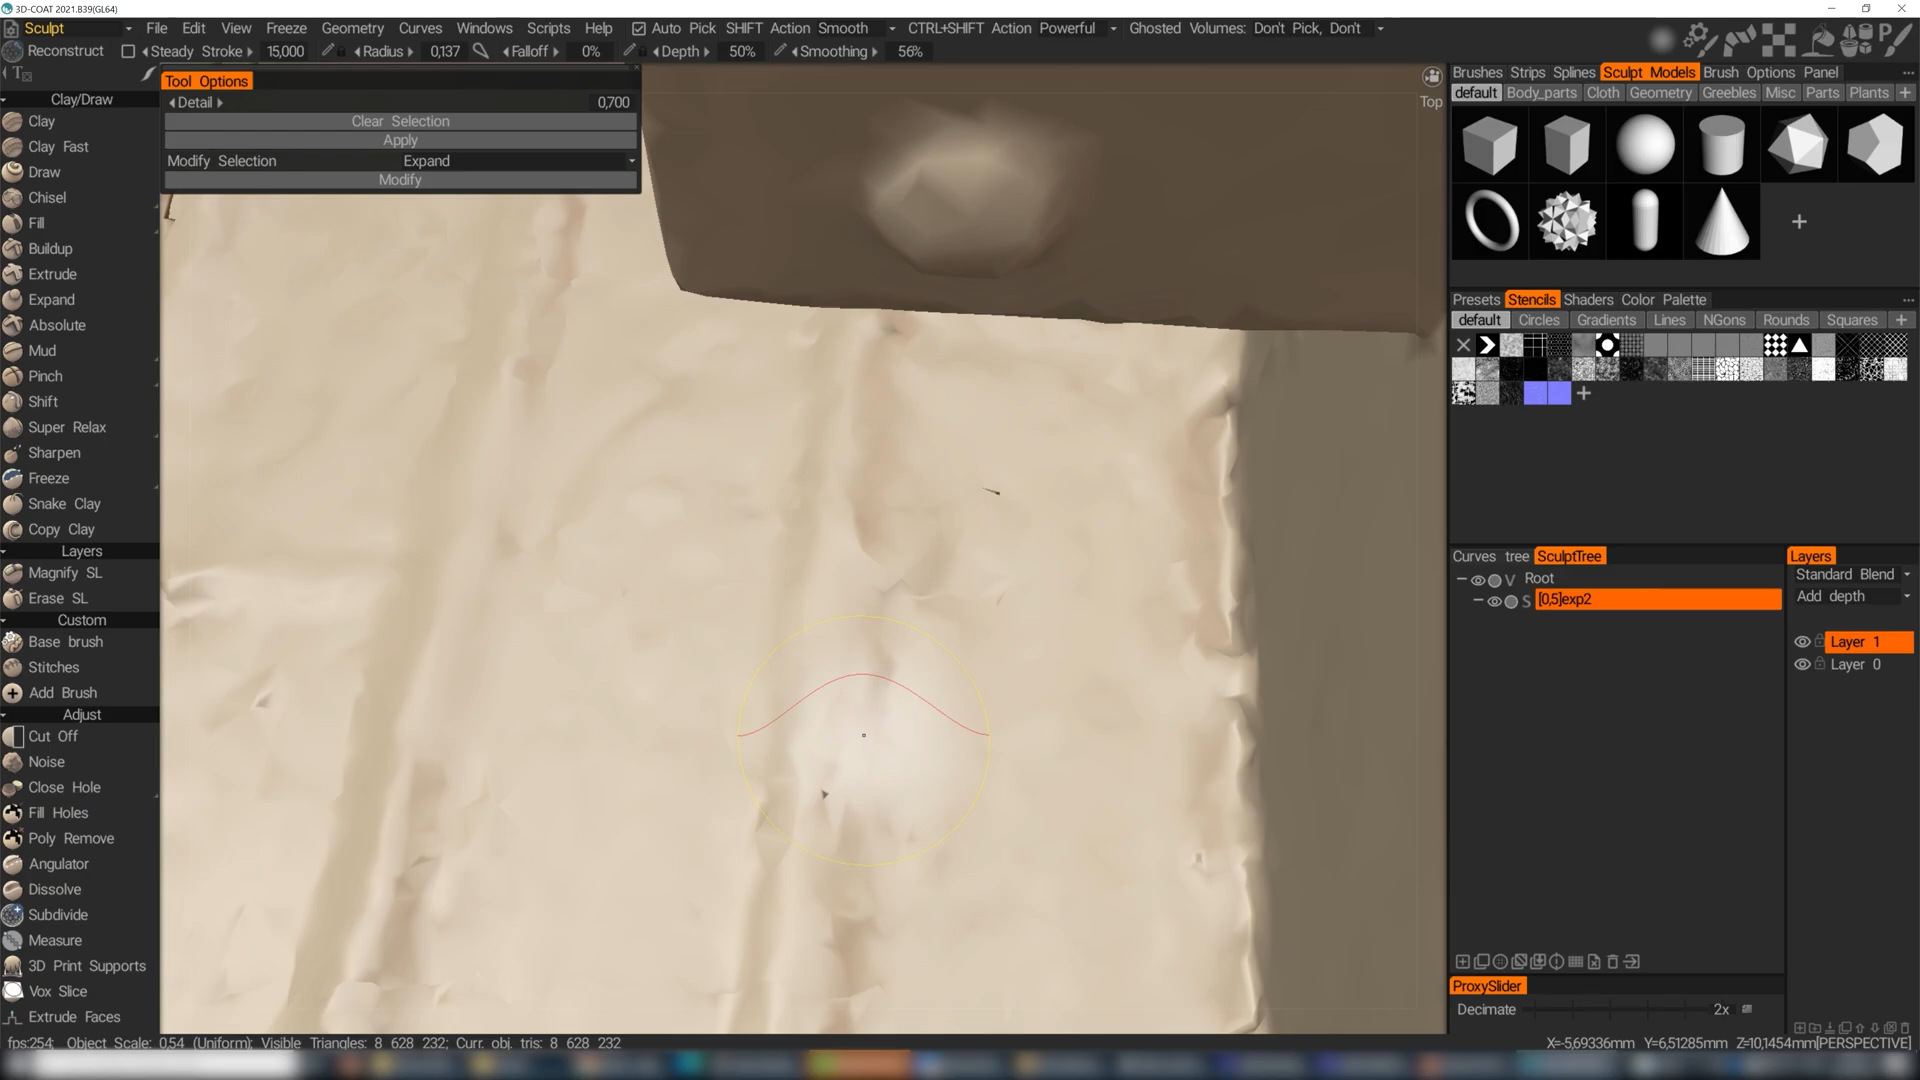 3D-COAT 2021.B39(GL64)
Sculpt File Edit View Freeze Geometry Curves Windows Scripts Help Auto Pick SHIFT Action Smooth CTRL+SHIFT Action Powerful Ghosted Volumes: Don't Pick, Don't
Reconstruct Steady Stroke 15,000 Radius 0,137 Falloff 0% Depth 50% Smoothing 56%
Tool Options
Detail 0,700
Clear Selection
Apply
Modify Selection Expand
Modify
Clay/Draw
Clay
Clay Fast
Draw
Chisel
Fill
Buildup
Extrude
Expand
Absolute
Mud
Pinch
Shift
Super Relax
Sharpen
Freeze
Snake Clay
Copy Clay
Layers
Magnify SL
Erase SL
Custom
Base brush
Stitches
Add Brush
Adjust
Cut Off
Noise
Close Hole
Fill Holes
Poly Remove
Angulator
Dissolve
Subdivide
Measure
3D Print Supports
Vox Slice
Extrude Faces
Top
Brushes Strips Splines Sculpt Models Brush Options Panel
default Body_parts Cloth Geometry Greebles Misc Parts Plants +
Presets Stencils Shaders Color Palette
default Circles Gradients Lines NGons Rounds Squares +
Curves tree SculptTree
V Root
S [0,5]exp2
Layers
Standard Blend
Add depth
Layer 1
Layer 0
ProxySlider
Decimate 2x
fps:254; Object Scale: 0.54 (Uniform); Visible Triangles: 8 628 232; Curr. obj. tris: 8 628 232
X=-5,69336mm Y=6,51285mm Z=10,1454mm[PERSPECTIVE]